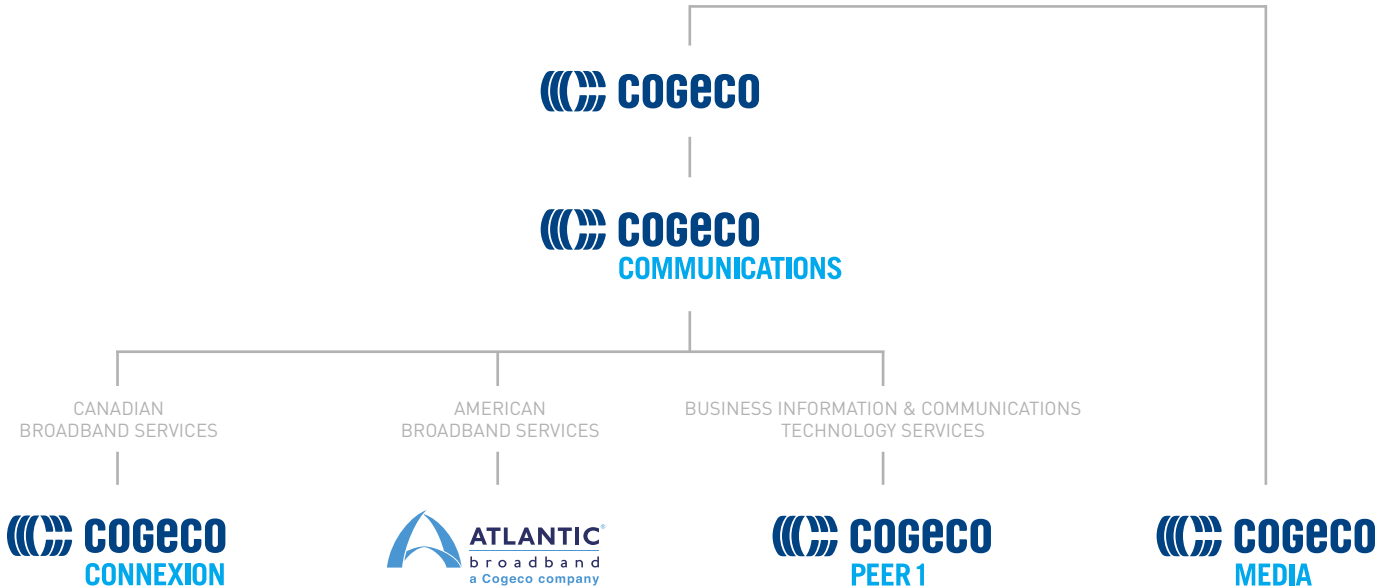 cogeco
cogeco
COMMUNICATIONS
CANADIAN
BROADBAND SERVICES
AMERICAN
BROADBAND SERVICES
BUSINESS INFORMATION & COMMUNICATIONS
TECHNOLOGY SERVICES
cogeco
CONNEXION
ATLANTIC®
broadband
a Cogeco company
cogeco
PEER 1
cogeco
MEDIA